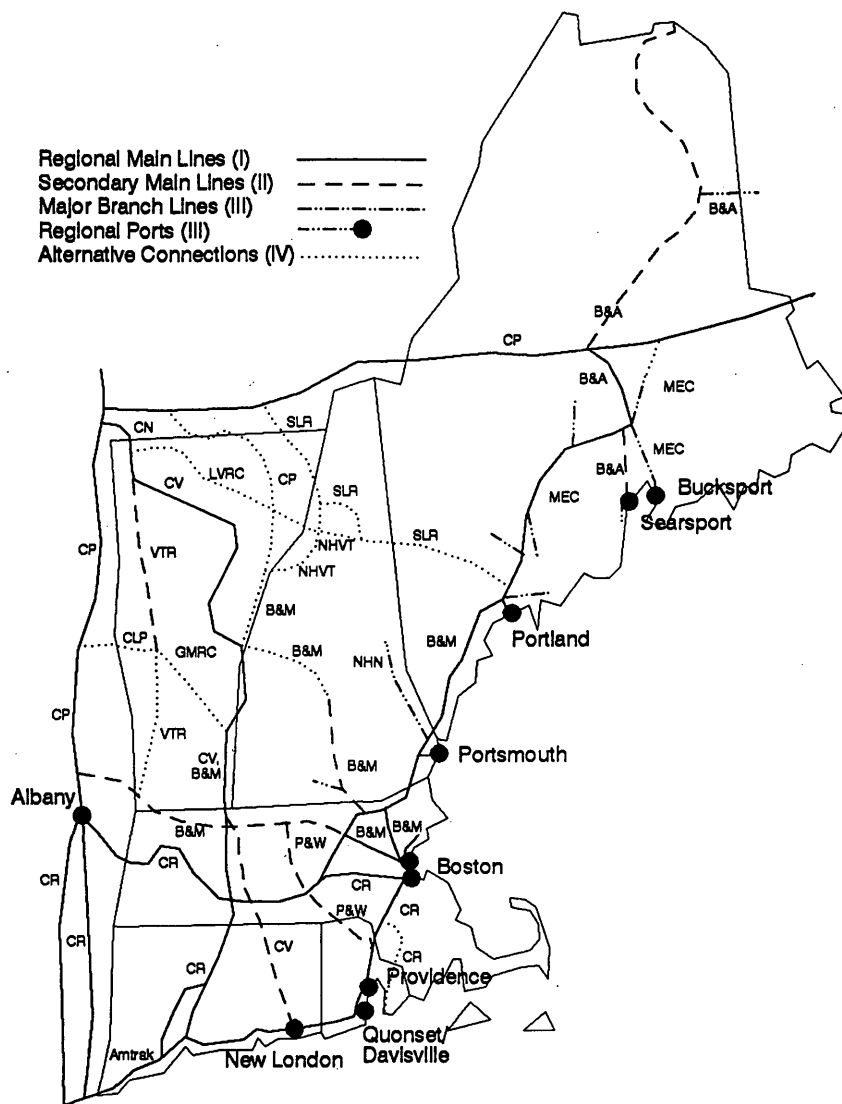 Regional Main Lines (I)
Secondary Main Lines (II)
Major Branch Lines (III)
Regional Ports (III)
Alternative Connections (IV)
B&A
B&A
CP
B&A
MEC
CN
SLR
MEC
B&A
LVRC
CV
CP
SLR
MEC
Bucksport
Searsport
CP
VTR
NHVT
SLR
NHVT
B&M
Portland
CLP
GMRC
B&M
B&M
NHN
CP
VTR
CV,
B&M
B&M
Portsmouth
Albany
B&M
P&W
B&M
B&M
Boston
CR
CR
CR
P&W
CR
CR
CV
CR
CR
Providence
Quonset
Davisville
Amtrak
New London